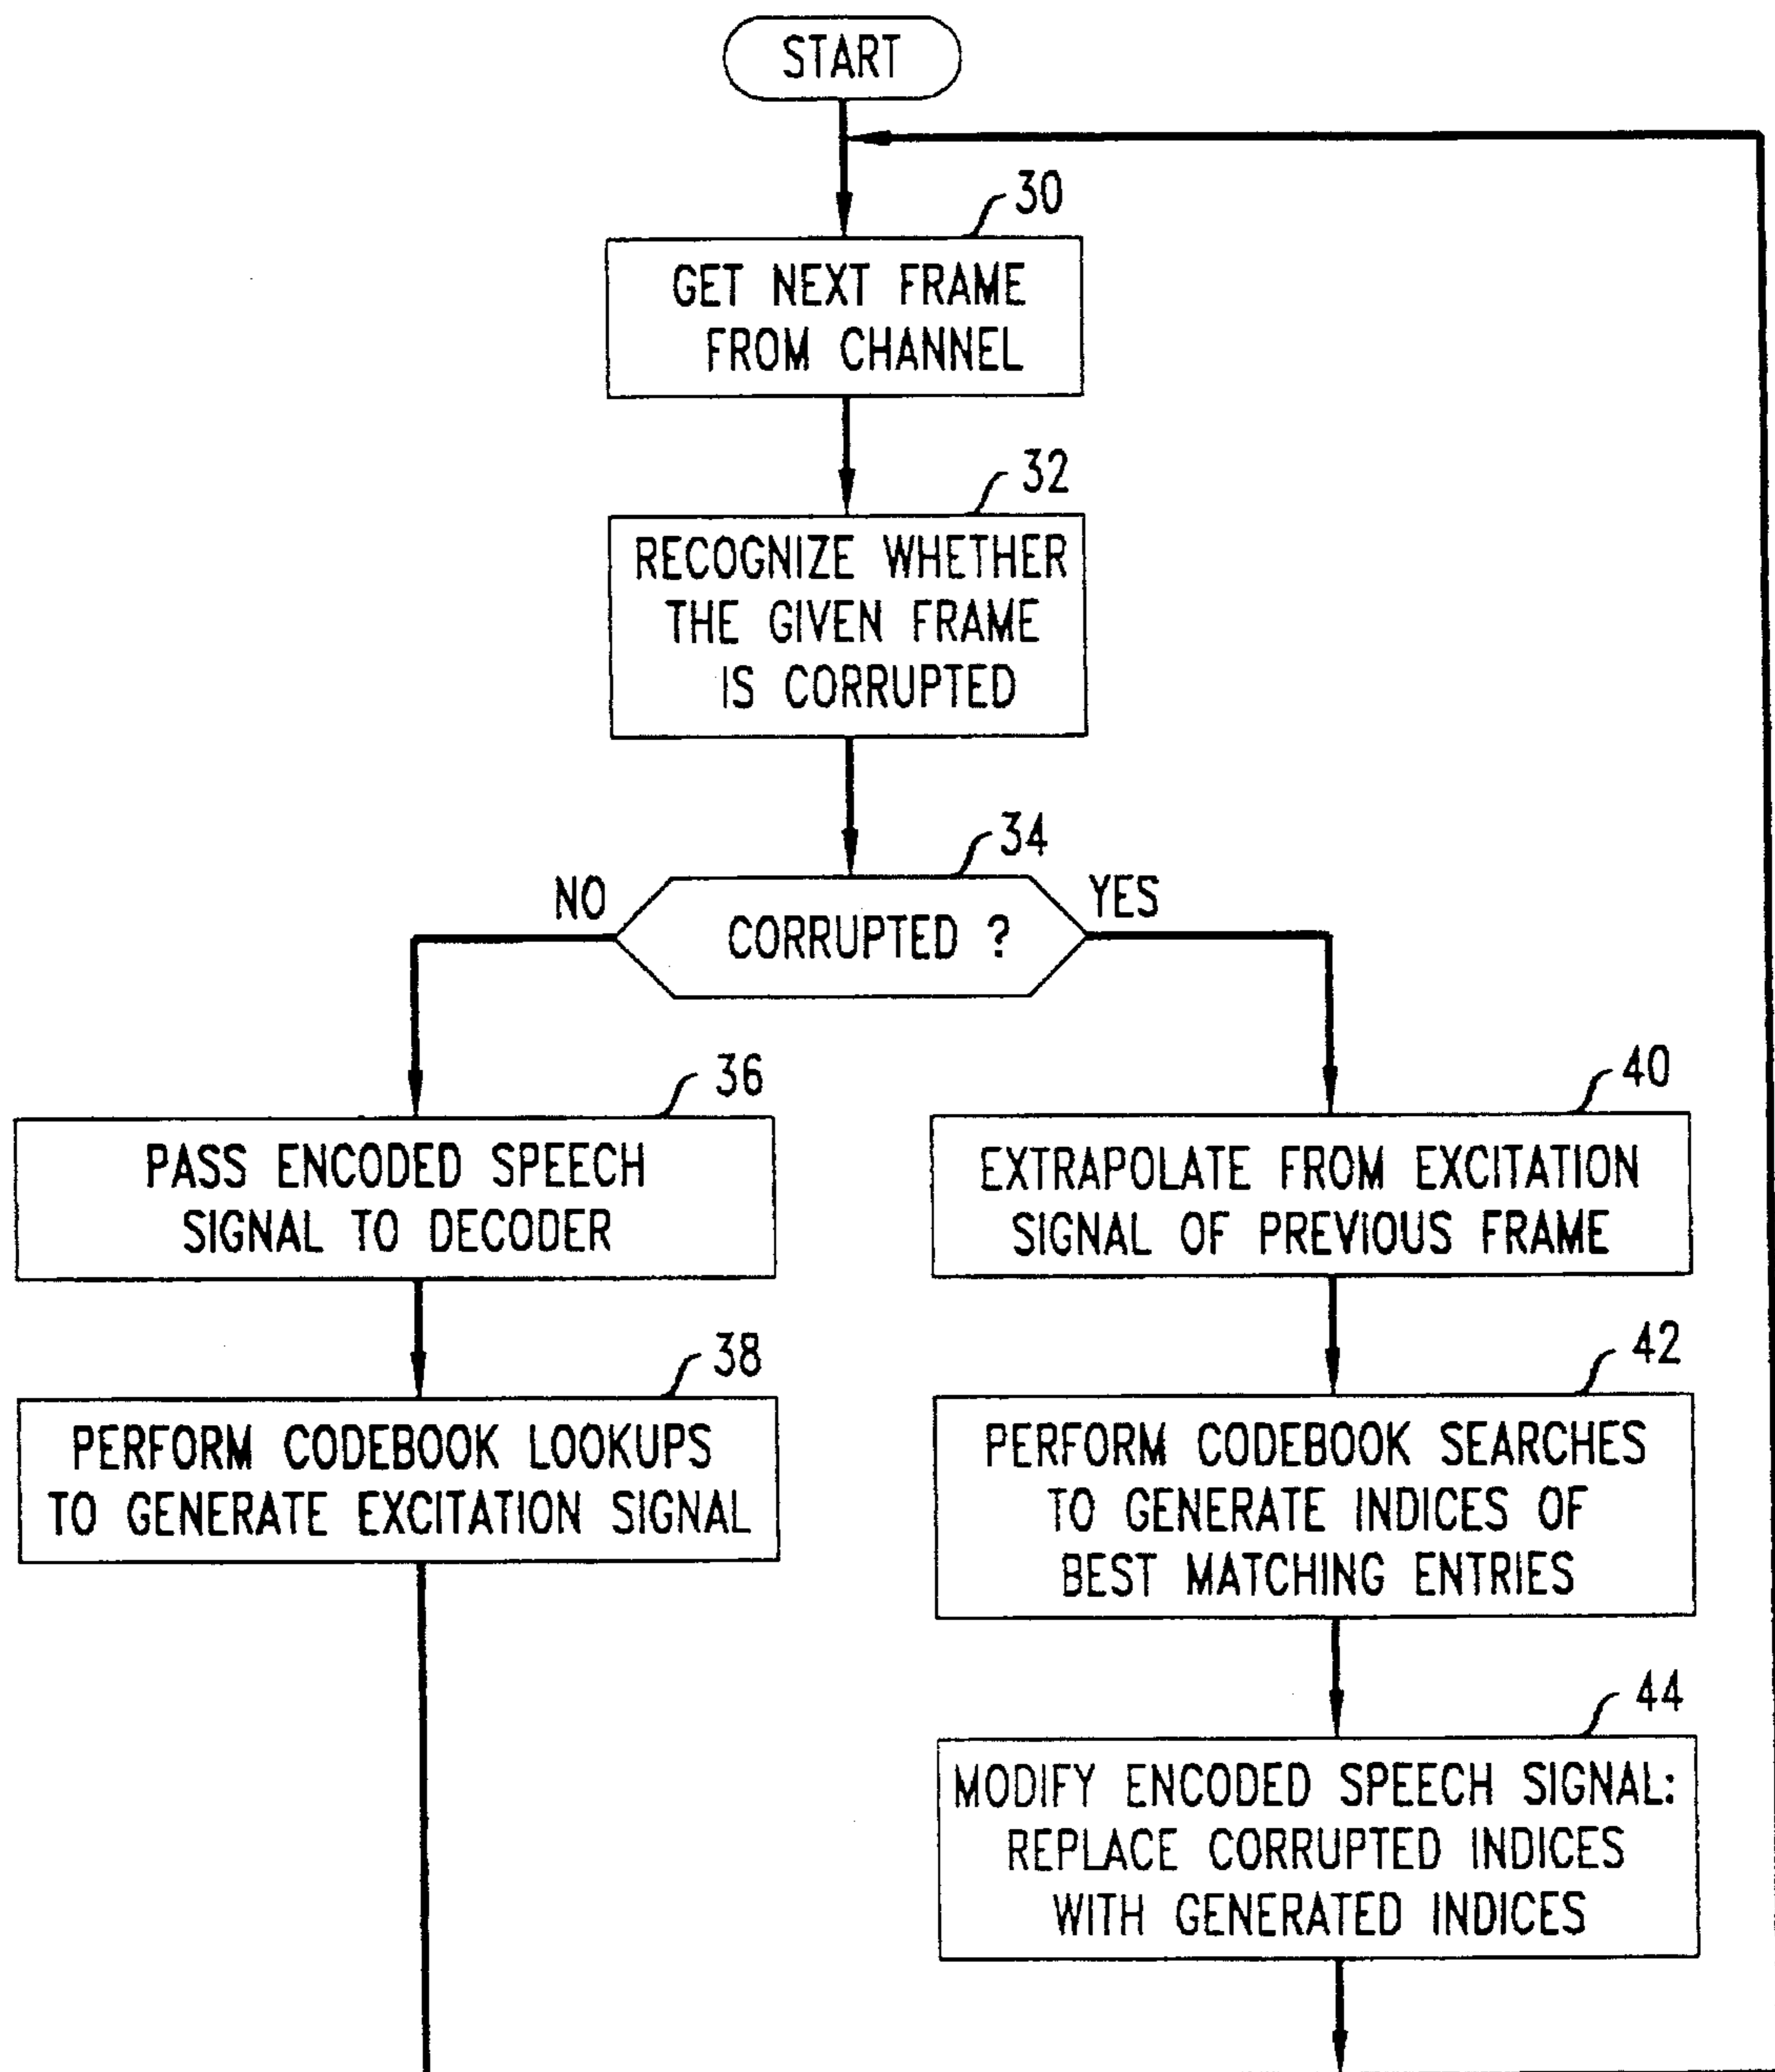 START
30
GET NEXT FRAME
FROM CHANNEL
32
RECOGNIZE WHETHER
THE GIVEN FRAME
IS CORRUPTED
34
NO
CORRUPTED ?
YES
36
PASS ENCODED SPEECH
SIGNAL TO DECODER
38
PERFORM CODEBOOK LOOKUPS
TO GENERATE EXCITATION SIGNAL
40
EXTRAPOLATE FROM EXCITATION
SIGNAL OF PREVIOUS FRAME
42
PERFORM CODEBOOK SEARCHES
TO GENERATE INDICES OF
BEST MATCHING ENTRIES
44
MODIFY ENCODED SPEECH SIGNAL:
REPLACE CORRUPTED INDICES
WITH GENERATED INDICES